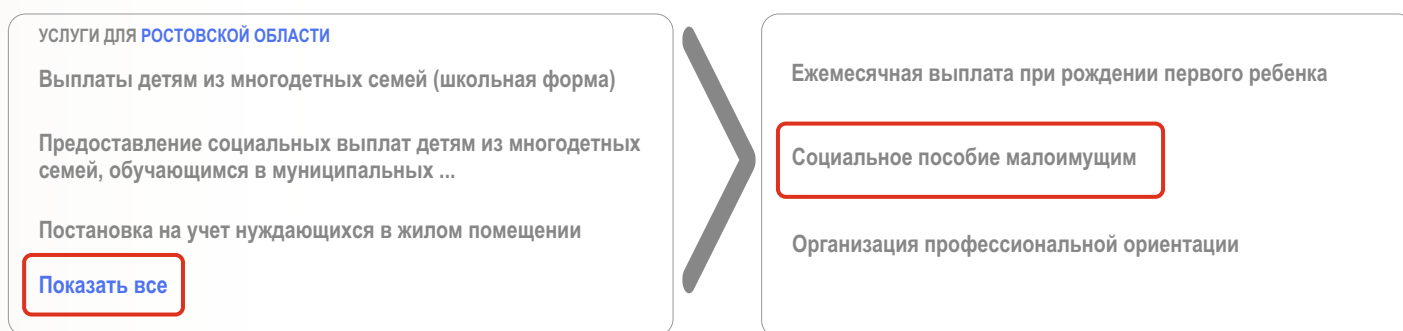 УСЛУГИ ДЛЯ РОСТОВСКОЙ ОБЛАСТИ
Выплаты детям из многодетных семей (школьная форма)
Предоставление социальных выплат детям из многодетных
семей, обучающимся в муниципальных ...
Постановка на учет нуждающихся в жилом помещении
Показать все
Ежемесячная выплата при рождении первого ребенка
Социальное пособие малоимущим
Организация профессиональной ориентации